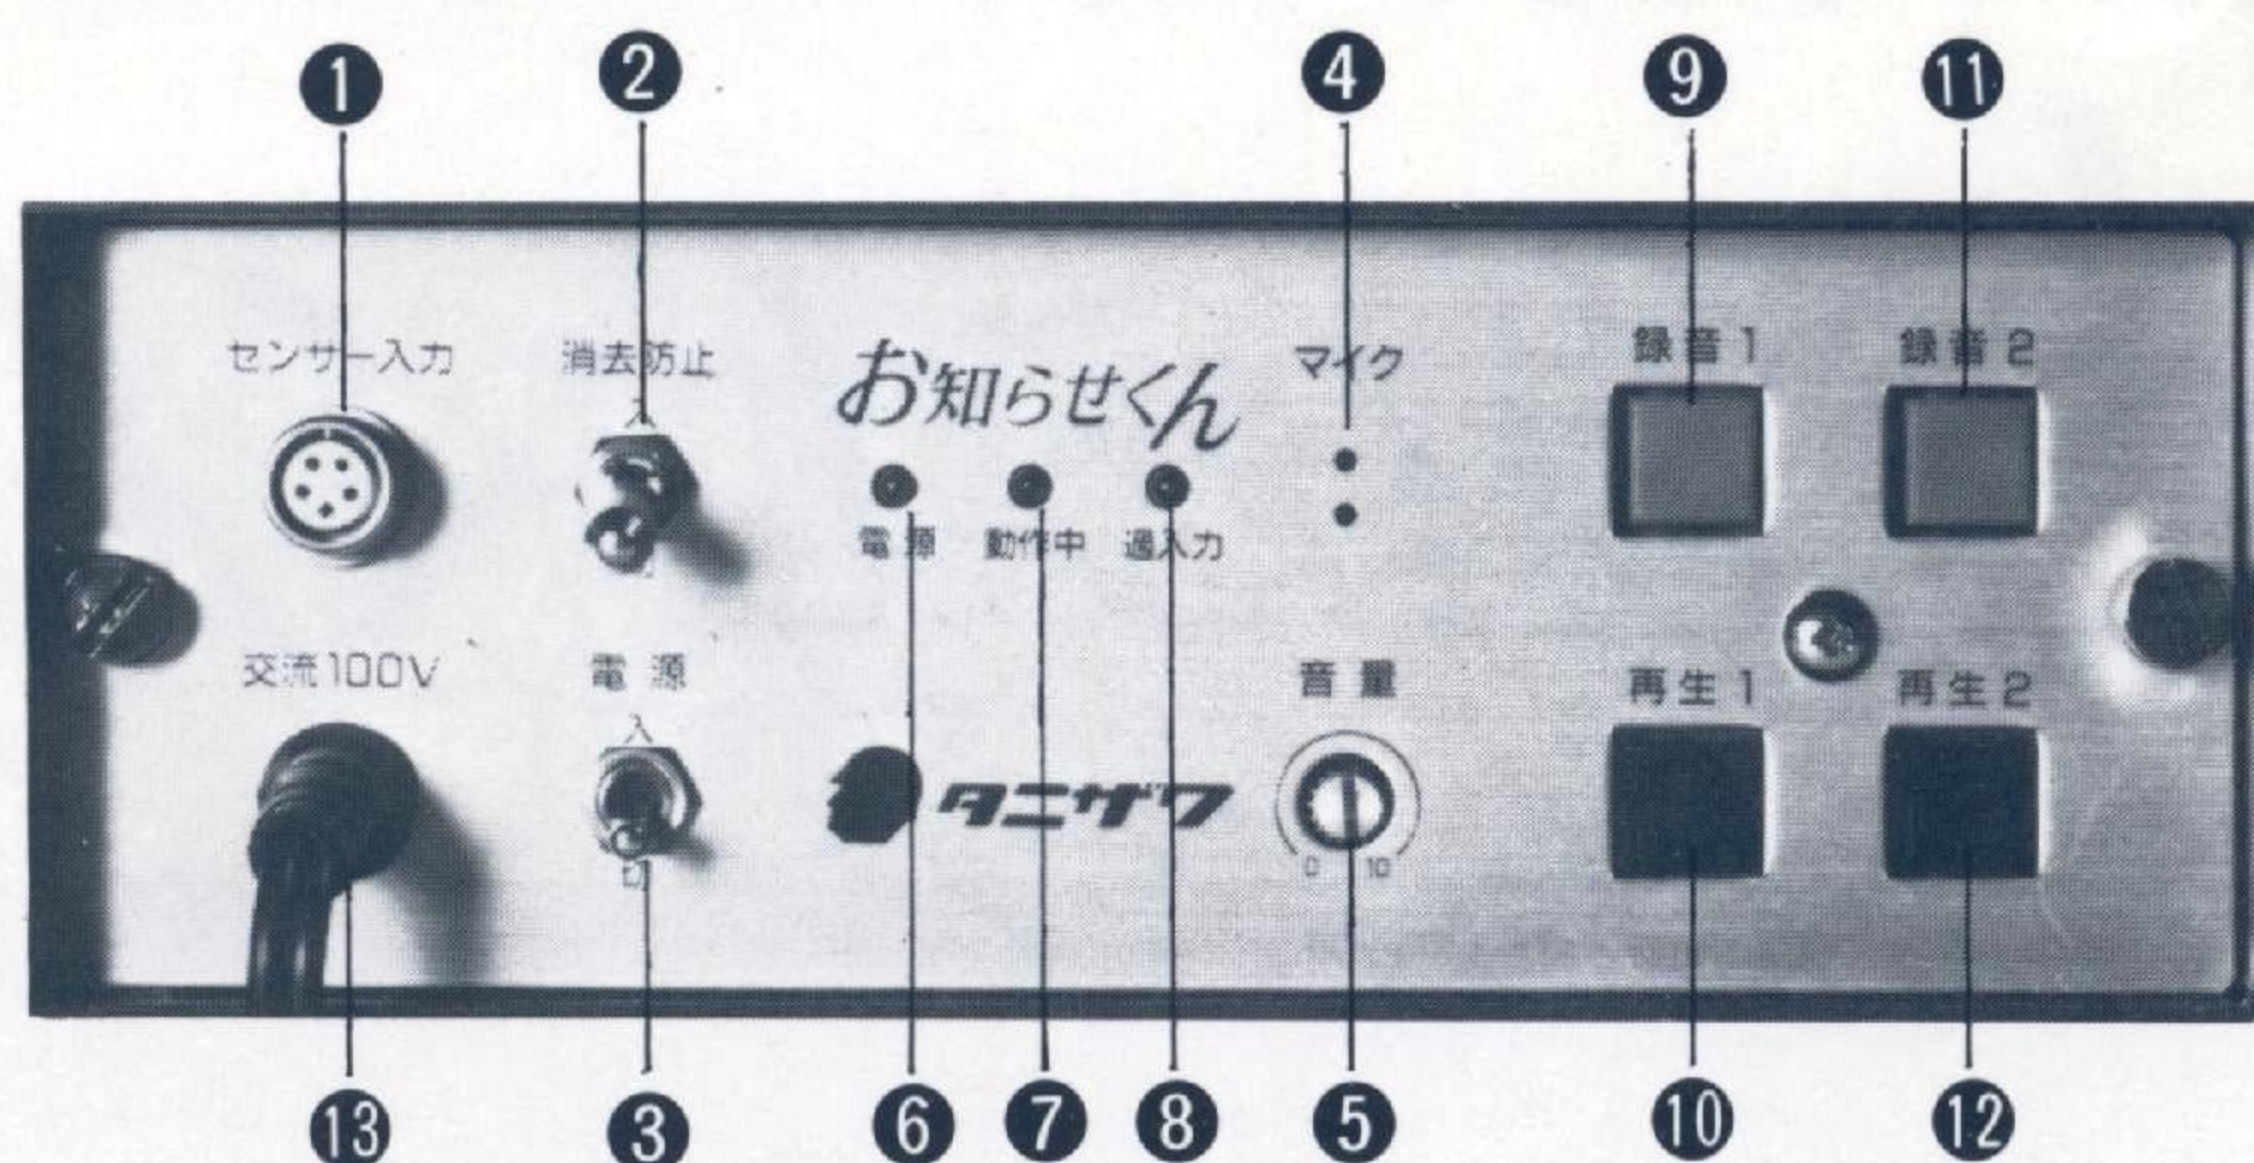 ❶ ❷ ❹ ❾ ⓫
センサー入力
消去防止
入
お知らせくん
マイク
録音1
録音2
電源 動作中 過入力
交流100V
電源
入
切
タニザワ
音量
0 10
再生1
再生2
⓭ ❸ ❻ ❼ ❽ ❺ ❿ ⓬